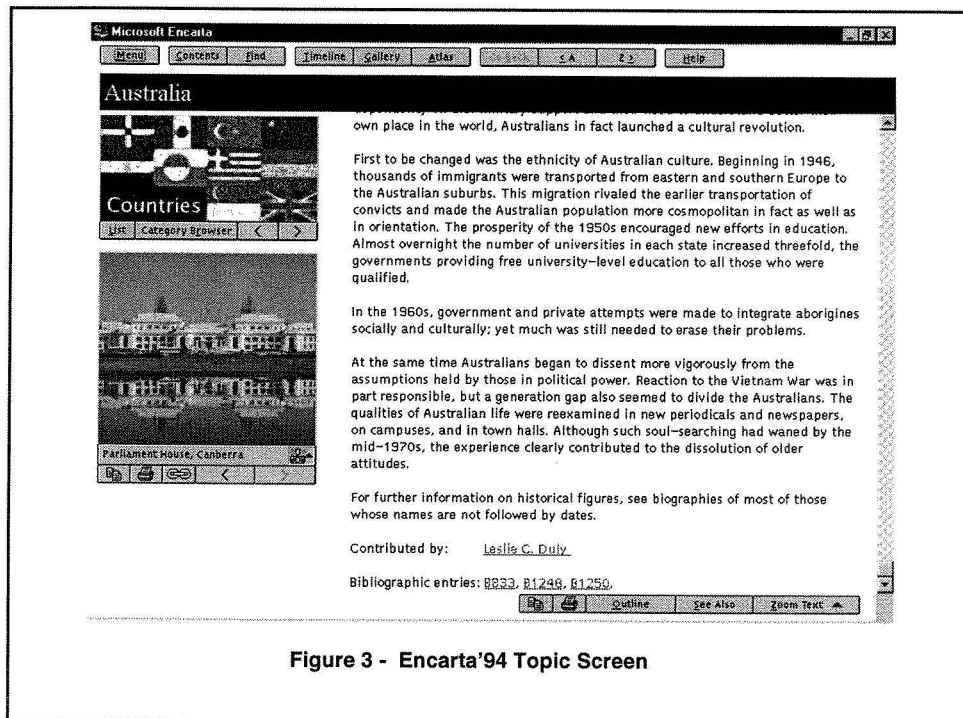 Microsoft Encarta
Menu Contents Find Timeline Gallery Atlas Go Back < A Z > Help
Australia
own place in the world, Australians in fact launched a cultural revolution.
First to be changed was the ethnicity of Australian culture. Beginning in 1946,
thousands of immigrants were transported from eastern and southern Europe to
the Australian suburbs. This migration rivaled the earlier transportation of
convicts and made the Australian population more cosmopolitan in fact as well as
in orientation. The prosperity of the 1950s encouraged new efforts in education.
Almost overnight the number of universities in each state increased threefold, the
governments providing free university-level education to all those who were
qualified.
Countries
List Category Browser < >
In the 1960s, government and private attempts were made to integrate aborigines
socially and culturally; yet much was still needed to erase their problems.
At the same time Australians began to dissent more vigorously from the
assumptions held by those in political power. Reaction to the Vietnam War was in
part responsible, but a generation gap also seemed to divide the Australians. The
qualities of Australian life were reexamined in new periodicals and newspapers,
on campuses, and in town halls. Although such soul-searching had waned by the
mid-1970s, the experience clearly contributed to the dissolution of older
attitudes.
Parliament House, Canberra
< >
For further information on historical figures, see biographies of most of those
whose names are not followed by dates.
Contributed by: Leslie C. Duly
Bibliographic entries: B833, B1248, B1250.
Outline See Also Zoom Text
Figure 3 - Encarta'94 Topic Screen